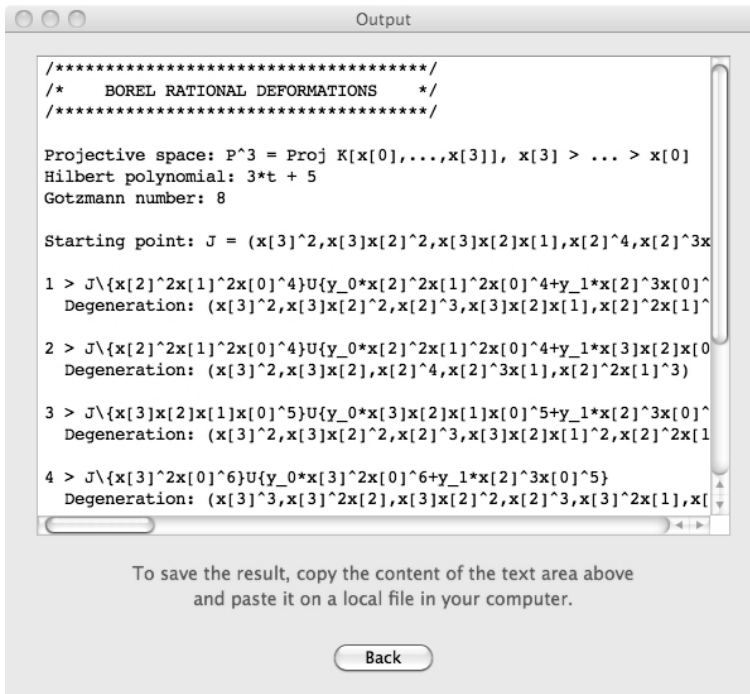 Output
/*************************************/
/* BOREL RATIONAL DEFORMATIONS */
/*************************************/
Projective space: P^3 = Proj K[x[0],...,x[3]], x[3] > ... > x[0]
Hilbert polynomial: 3*t + 5
Gotzmann number: 8
Starting point: J = (x[3]^2,x[3]x[2]^2,x[3]x[2]x[1],x[2]^4,x[2]^3x
1 > J\{x[2]^2x[1]^2x[0]^4}U{y_0*x[2]^2x[1]^2x[0]^4+y_1*x[2]^3x[0]^
Degeneration: (x[3]^2,x[3]x[2]^2,x[2]^3,x[3]x[2]x[1],x[2]^2x[1]^
2 > J\{x[2]^2x[1]^2x[0]^4}U{y_0*x[2]^2x[1]^2x[0]^4+y_1*x[3]x[2]x[0
Degeneration: (x[3]^2,x[3]x[2],x[2]^4,x[2]^3x[1],x[2]^2x[1]^3)
3 > J\{x[3]x[2]x[1]x[0]^5}U{y_0*x[3]x[2]x[1]x[0]^5+y_1*x[2]^3x[0]^
Degeneration: (x[3]^2,x[3]x[2]^2,x[2]^3,x[3]x[2]x[1]^2,x[2]^2x[1
4 > J\{x[3]^2x[0]^6}U{y_0*x[3]^2x[0]^6+y_1*x[2]^3x[0]^5}
Degeneration: (x[3]^3,x[3]^2x[2],x[3]x[2]^2,x[2]^3,x[3]^2x[1],x[
To save the result, copy the content of the text area above
and paste it on a local file in your computer.
Back